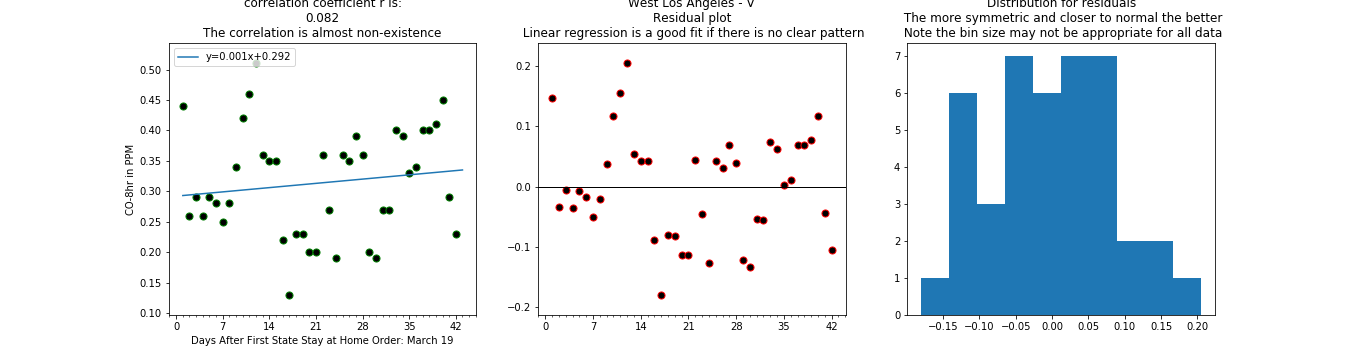 correlation coefficient r is:
0.082
The correlation is almost non-existence
y=0.001x+0.292
0.50
0.45
0.40
0.35
0.30
0.25
0.20
0.15
0.10
CO-8hr in PPM
0 7 14 21 28 35 42
Days After First State Stay at Home Order: March 19
West Los Angeles - V
Residual plot
Linear regression is a good fit if there is no clear pattern
0.2
0.1
0.0
−0.1
−0.2
0 7 14 21 28 35 42
Distribution for residuals
The more symmetric and closer to normal the better
Note the bin size may not be appropriate for all data
7
6
5
4
3
2
1
0
−0.15 −0.10 −0.05 0.00 0.05 0.10 0.15 0.20